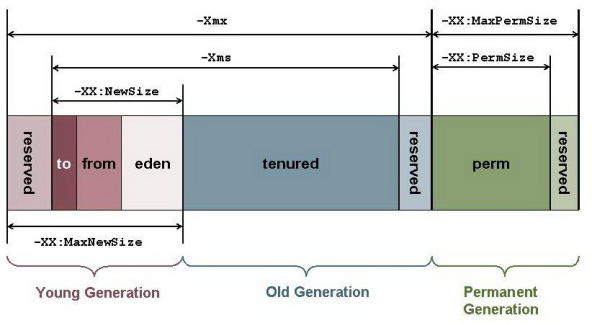 -Xmx
-XX:MaxPermSize
-Xms
-XX:PermSize
-XX:NewSize
reserved
to
from
eden
tenured
reserved
perm
reserved
-XX:MaxNewSize
Young Generation
Old Generation
Permanent
Generation